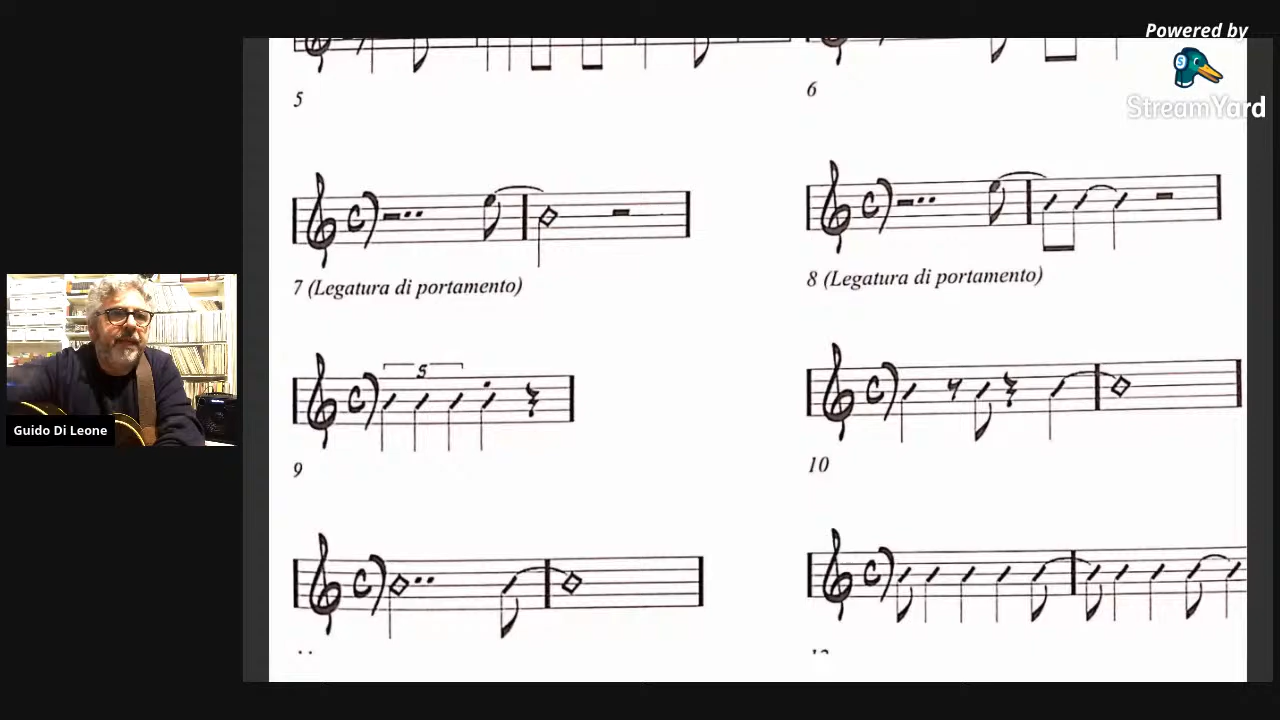 Powered by
StreamYard
5
6
7 (Legatura di portamento)
8 (Legatura di portamento)
5
9
10
Guido Di Leone